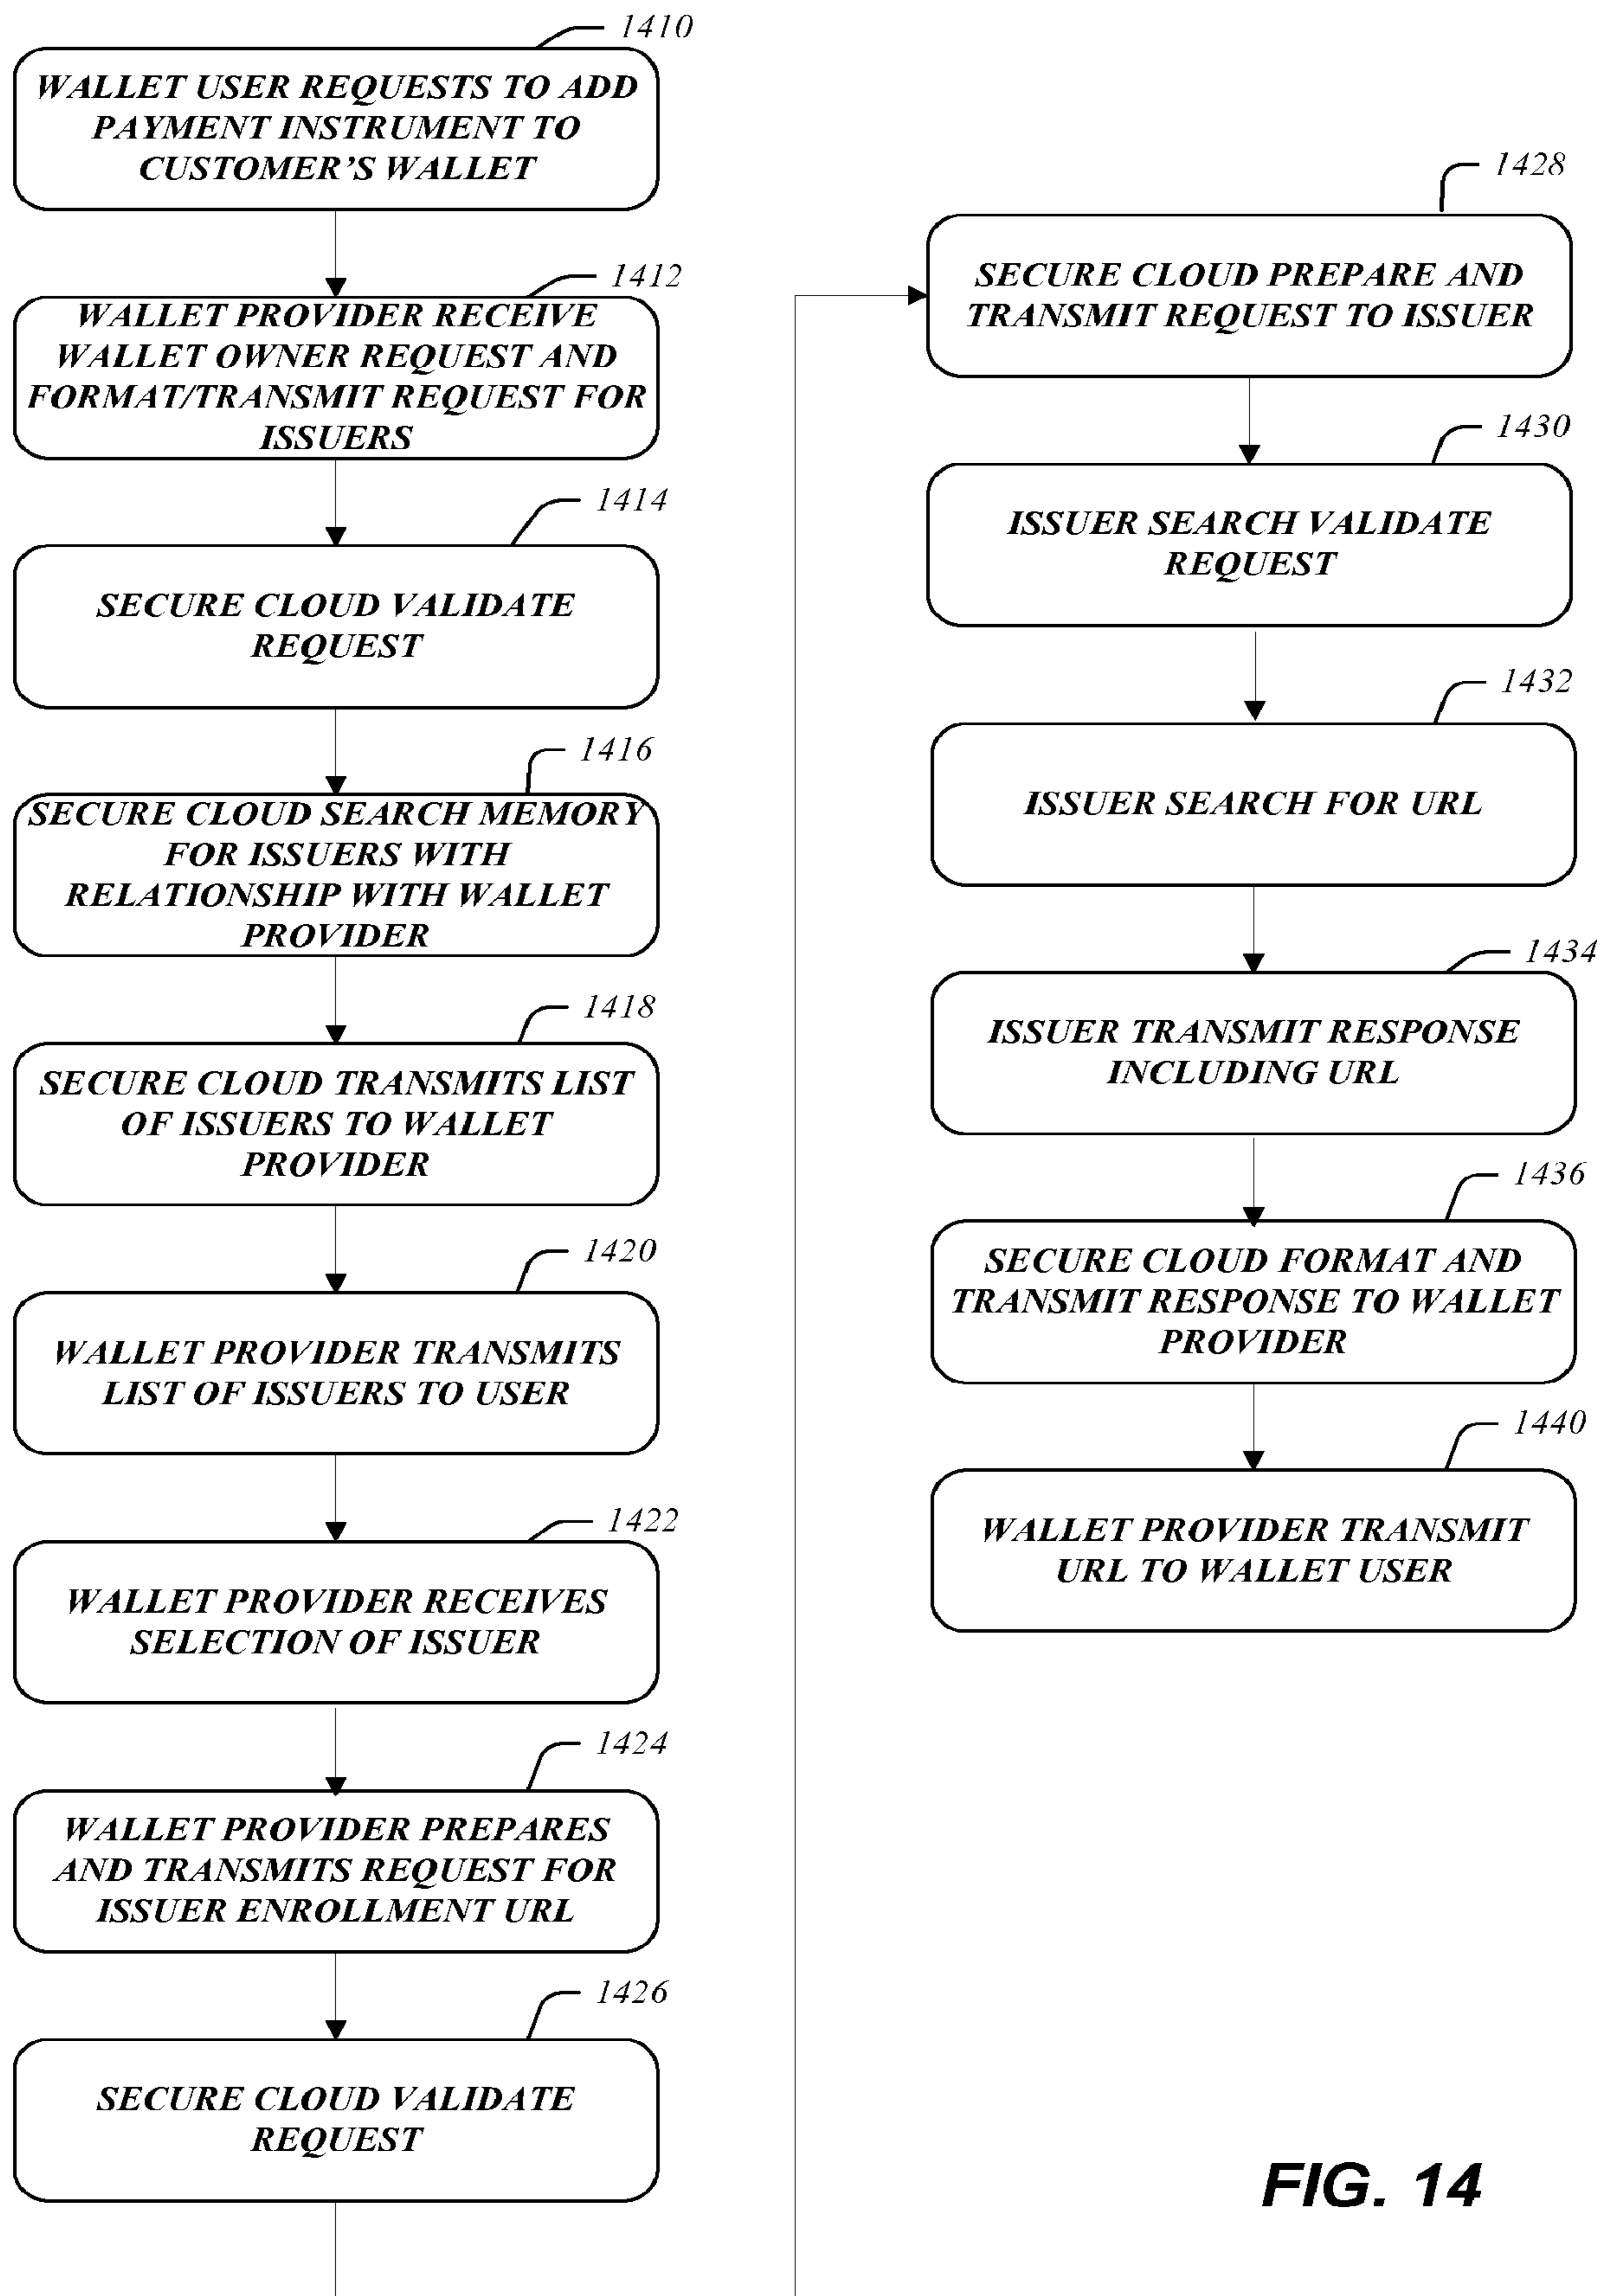 1410
WALLET USER REQUESTS TO ADD
PAYMENT INSTRUMENT TO
CUSTOMER'S WALLET
1412
WALLET PROVIDER RECEIVE
WALLET OWNER REQUEST AND
FORMAT/TRANSMIT REQUEST FOR
ISSUERS
1414
SECURE CLOUD VALIDATE
REQUEST
1416
SECURE CLOUD SEARCH MEMORY
FOR ISSUERS WITH
RELATIONSHIP WITH WALLET
PROVIDER
1418
SECURE CLOUD TRANSMITS LIST
OF ISSUERS TO WALLET
PROVIDER
1420
WALLET PROVIDER TRANSMITS
LIST OF ISSUERS TO USER
1422
WALLET PROVIDER RECEIVES
SELECTION OF ISSUER
1424
WALLET PROVIDER PREPARES
AND TRANSMITS REQUEST FOR
ISSUER ENROLLMENT URL
1426
SECURE CLOUD VALIDATE
REQUEST
1428
SECURE CLOUD PREPARE AND
TRANSMIT REQUEST TO ISSUER
1430
ISSUER SEARCH VALIDATE
REQUEST
1432
ISSUER SEARCH FOR URL
1434
ISSUER TRANSMIT RESPONSE
INCLUDING URL
1436
SECURE CLOUD FORMAT AND
TRANSMIT RESPONSE TO WALLET
PROVIDER
1440
WALLET PROVIDER TRANSMIT
URL TO WALLET USER
FIG. 14